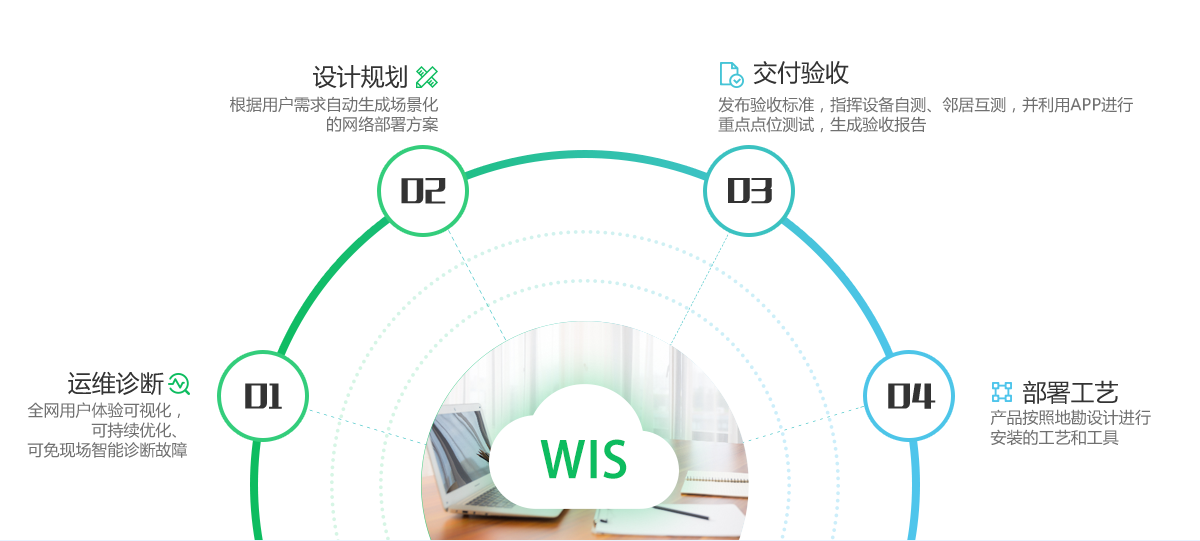 设计规划
根据用户需求自动生成场景化
的网络部署方案
交付验收
发布验收标准，指挥设备自测、邻居互测，并利用APP进行
重点点位测试，生成验收报告
02
03
运维诊断
全网用户体验可视化，
可持续优化、
可免现场智能诊断故障
01
04
部署工艺
产品按照地勘设计进行
安装的工艺和工具
WIS